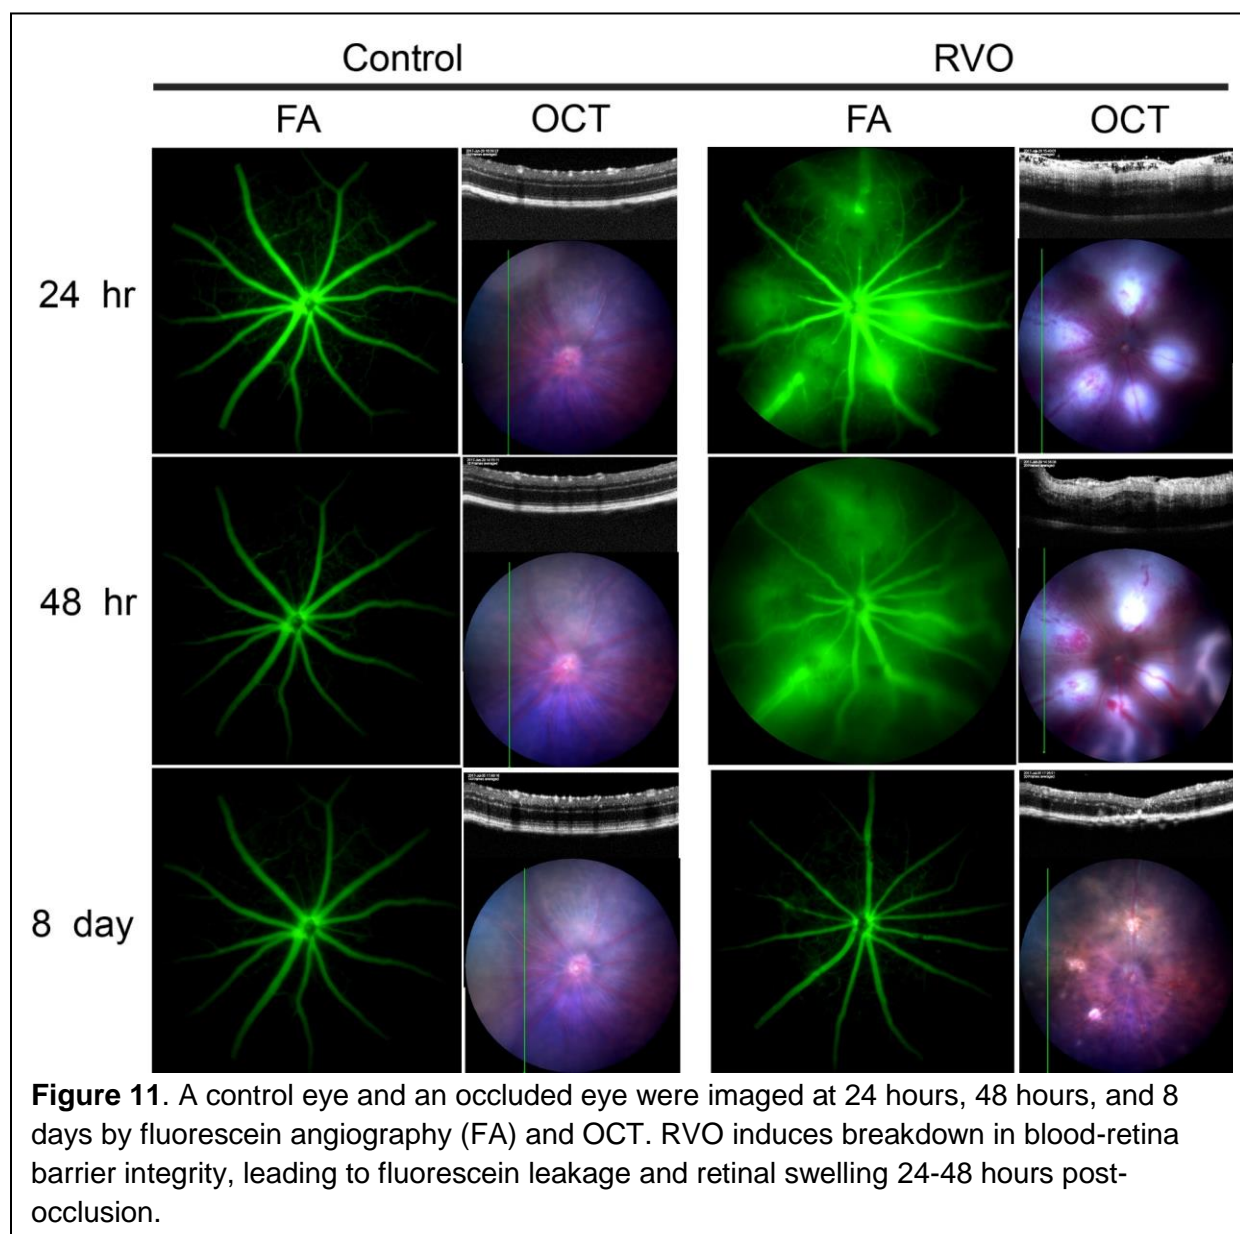 Control RVO
FA OCT FA OCT
24 hr
48 hr
8 day
Figure 11. A control eye and an occluded eye were imaged at 24 hours, 48 hours, and 8
days by fluorescein angiography (FA) and OCT. RVO induces breakdown in blood-retina
barrier integrity, leading to fluorescein leakage and retinal swelling 24-48 hours post-
occlusion.